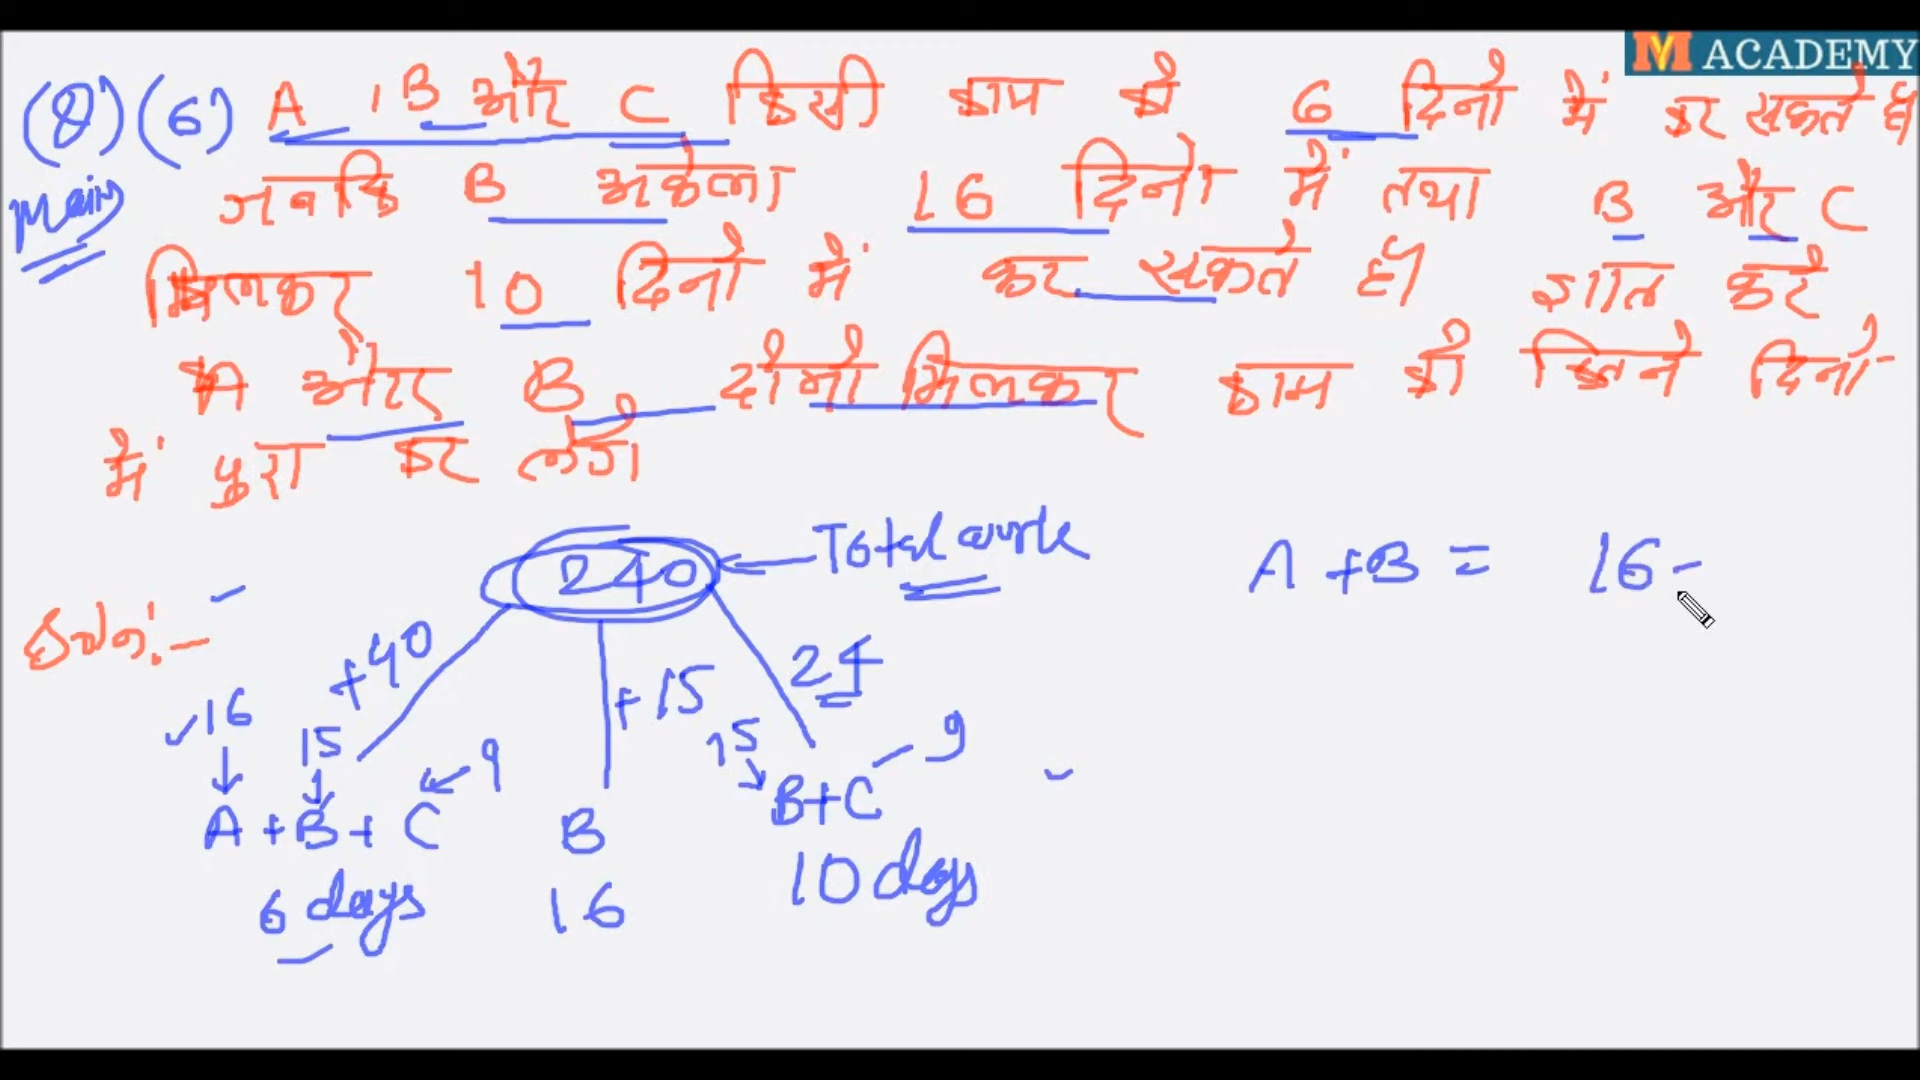 M ACADEMY
(8) (6) A, B और C किसी काम को 6 दिनो में कर सकते है
जबकि B अकेला 16 दिनो में तथा B और C
मिलकर 10 दिनो में कर सकते है। ज्ञात करे
A और B दोनो मिलकर काम को कितने दिनो
में पुरा कर लेगे
Main
240 Total work
A + B = 16
हल:-
+40 +15 24
16 15 9 15 9
A + B + C B B+C
6 days 16 10 days